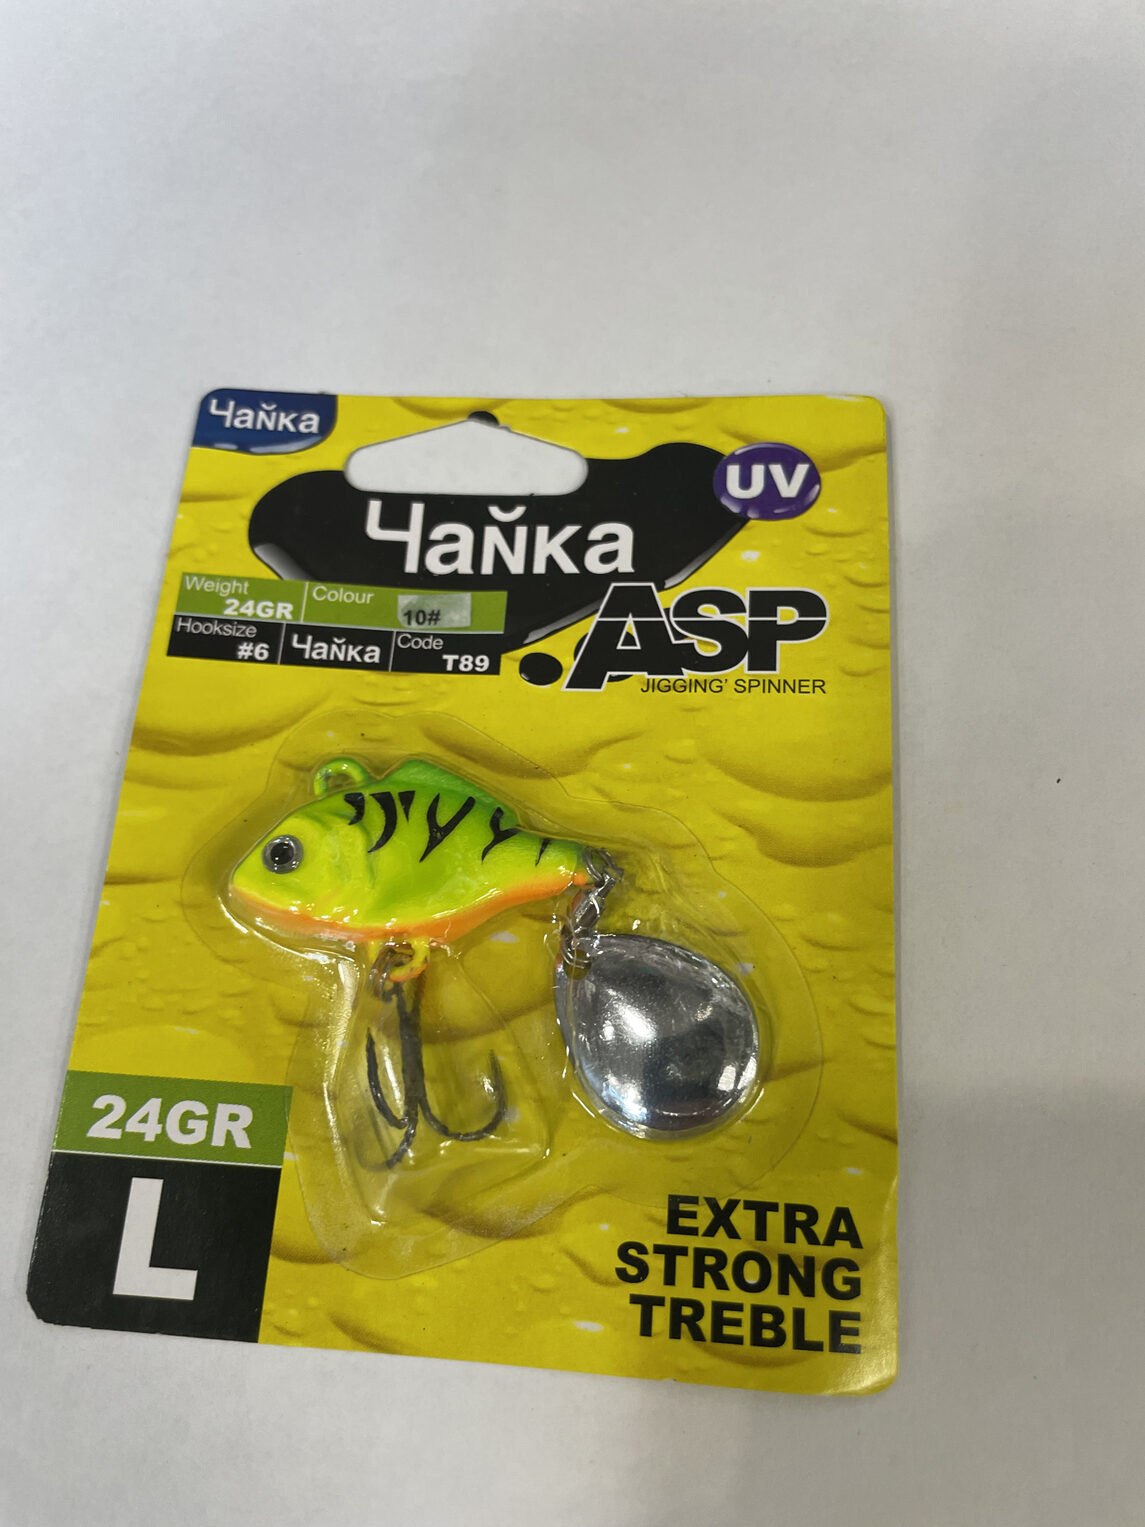 Чайка
UV
Чайка
Weight
24GR
Colour
10#
Hooksize
#6
Чайка
Code
T89
.ASP
JIGGING' SPINNER
24GR
L
EXTRA
STRONG
TREBLE